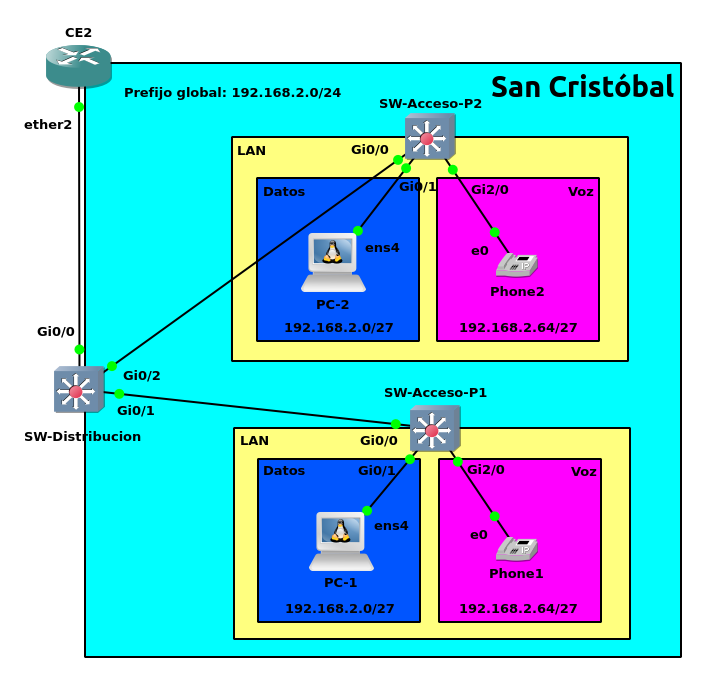 CE2
San Cristóbal
Prefijo global: 192.168.2.0/24
SW-Acceso-P2
ether2
LAN
Gi0/0
Gi0/1
Gi2/0
Datos
Voz
ens4
e0
PC-2
Phone2
192.168.2.0/27
192.168.2.64/27
Gi0/0
Gi0/2
Gi0/1
SW-Distribucion
SW-Acceso-P1
LAN
Gi0/0
Datos
Gi0/1
Gi2/0
Voz
ens4
e0
PC-1
Phone1
192.168.2.0/27
192.168.2.64/27